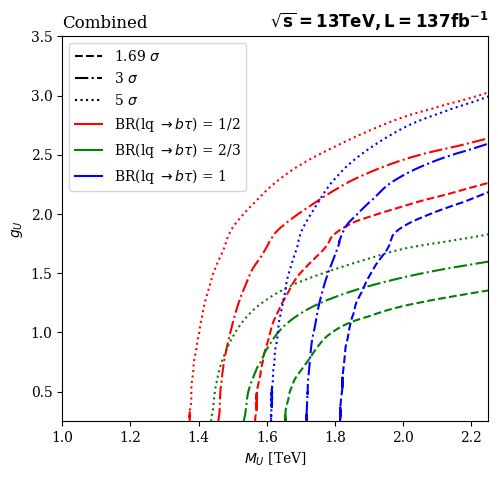 Combined
√s = 13TeV, L = 137fb⁻¹
1.69 σ
3 σ
5 σ
BR(lq → bτ) = 1/2
BR(lq → bτ) = 2/3
BR(lq → bτ) = 1
3.5
3.0
2.5
2.0
1.5
1.0
0.5
g_U
1.0 1.2 1.4 1.6 1.8 2.0 2.2
M_U [TeV]